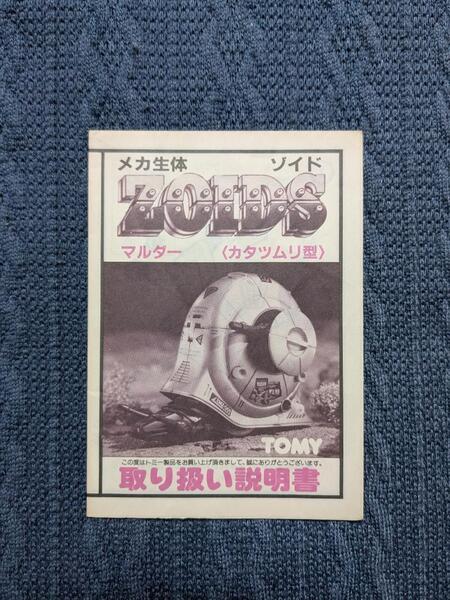 メカ生体 ゾイド
ZOIDS
マルダー 〈カタツムリ型〉
TOMY
この度はトミー製品をお買い上げ頂きまして、誠にありがとうございます。
取り扱い説明書